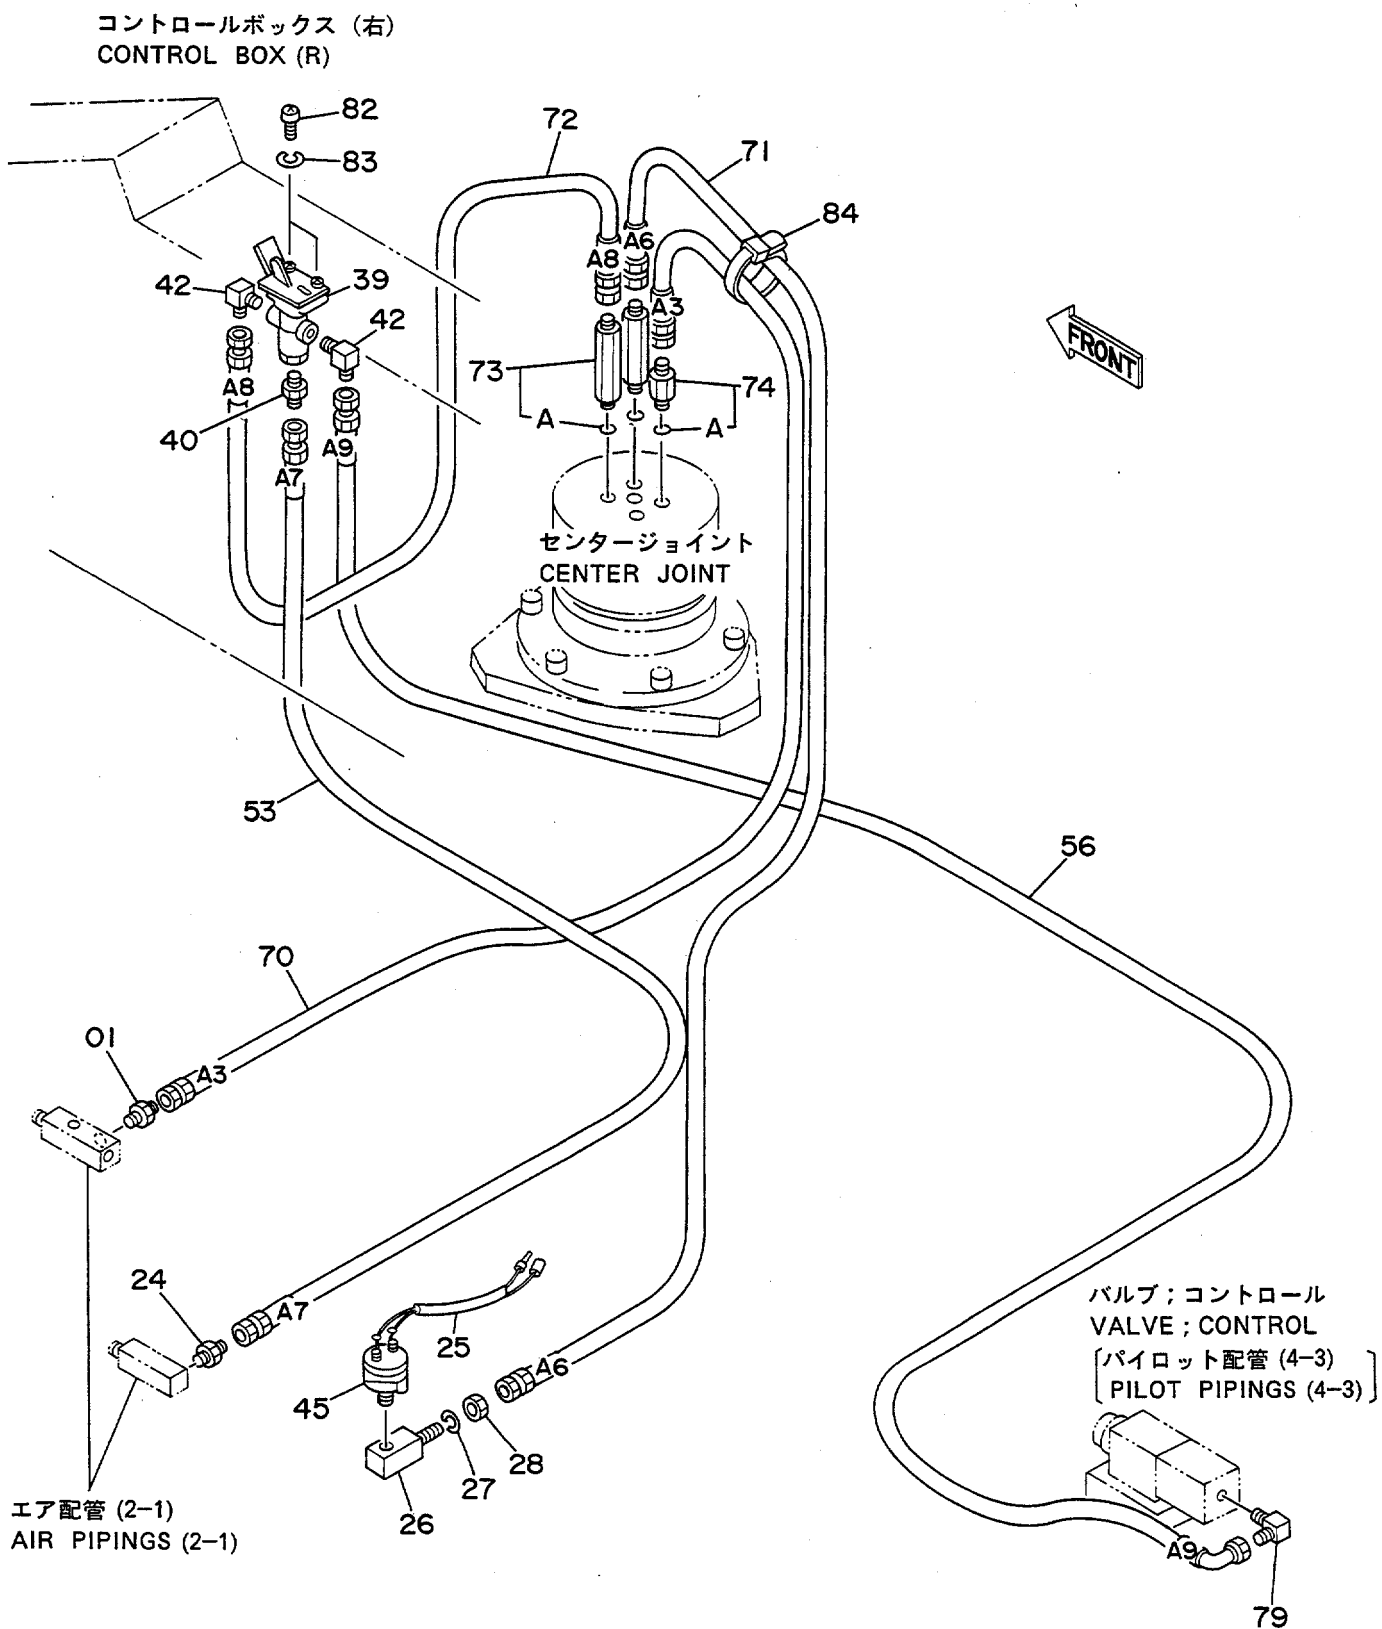 コントロールボックス (右)
CONTROL BOX (R)
82
83
72
71
84
A6
A8
A3
42
39
42
FRONT
73
74
A8
A
A
40
A9
A7
センタージョイント
CENTER JOINT
53
56
70
01
A3
24
A7
25
バルブ ; コントロール
VALVE ; CONTROL
パイロット配管 (4-3)
PILOT PIPINGS (4-3)
A6
45
28
27
26
エア配管 (2-1)
AIR PIPINGS (2-1)
A9
79